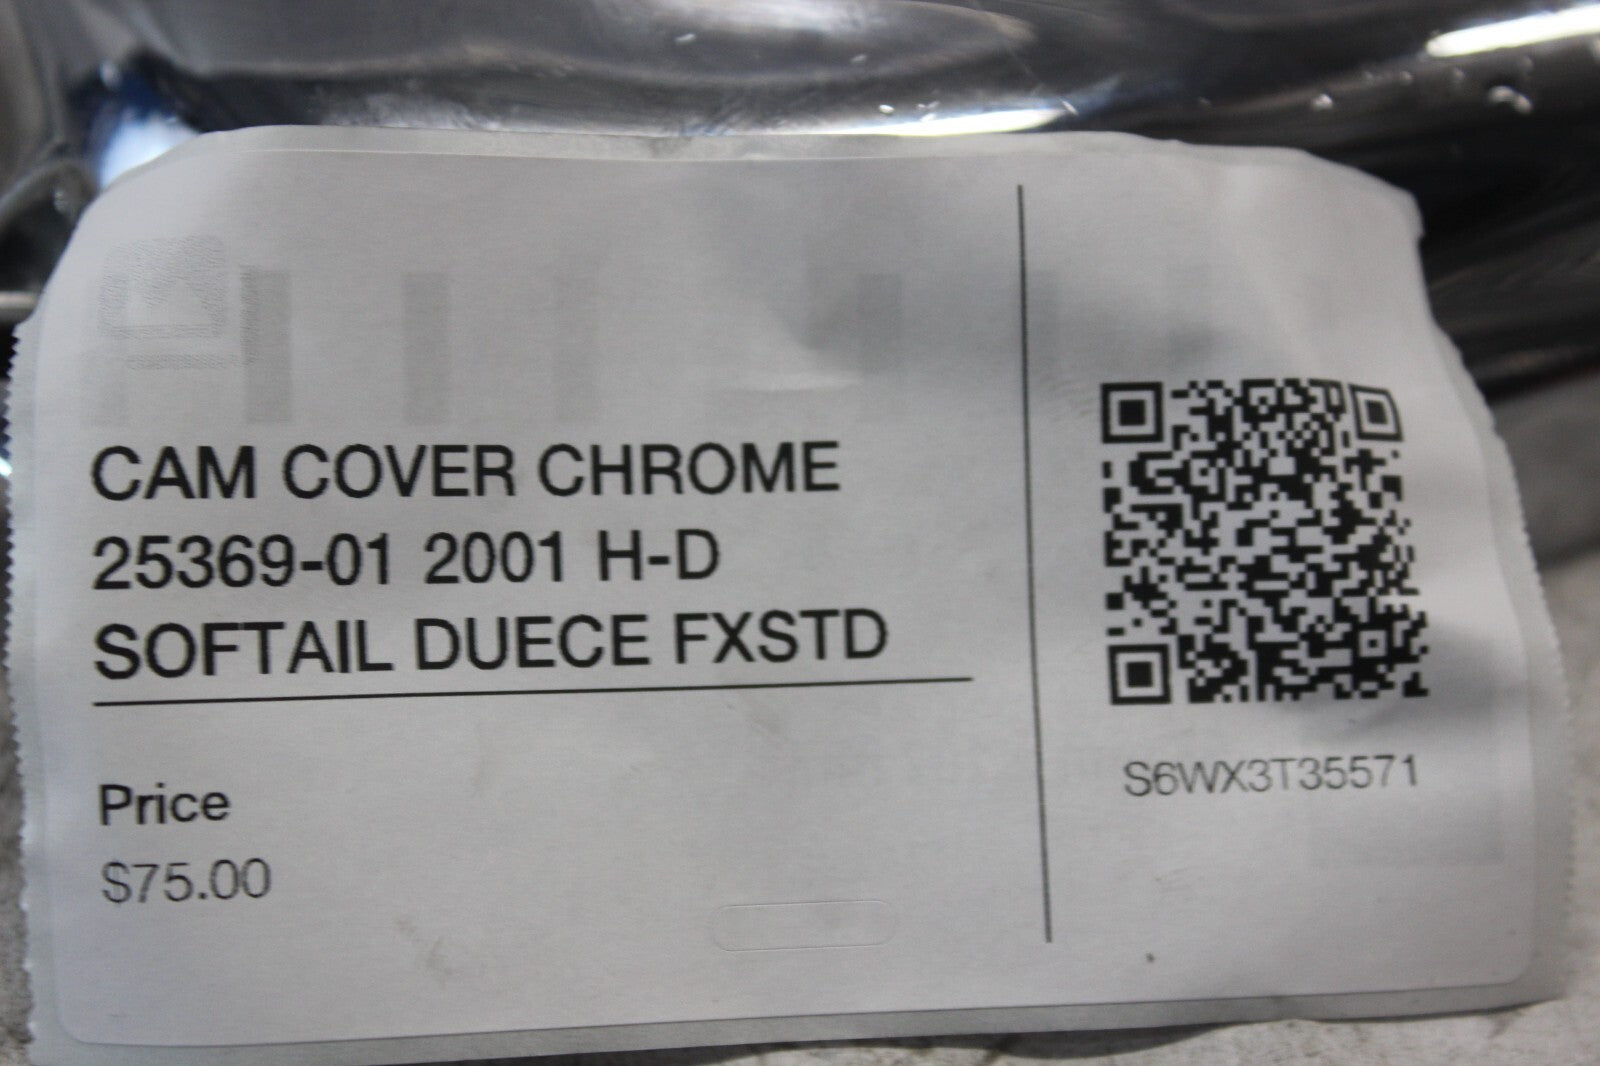 CAM COVER CHROME
25369-01 2001 H-D
SOFTAIL DUECE FXSTD
Price
$75.00
S6WX3T35571